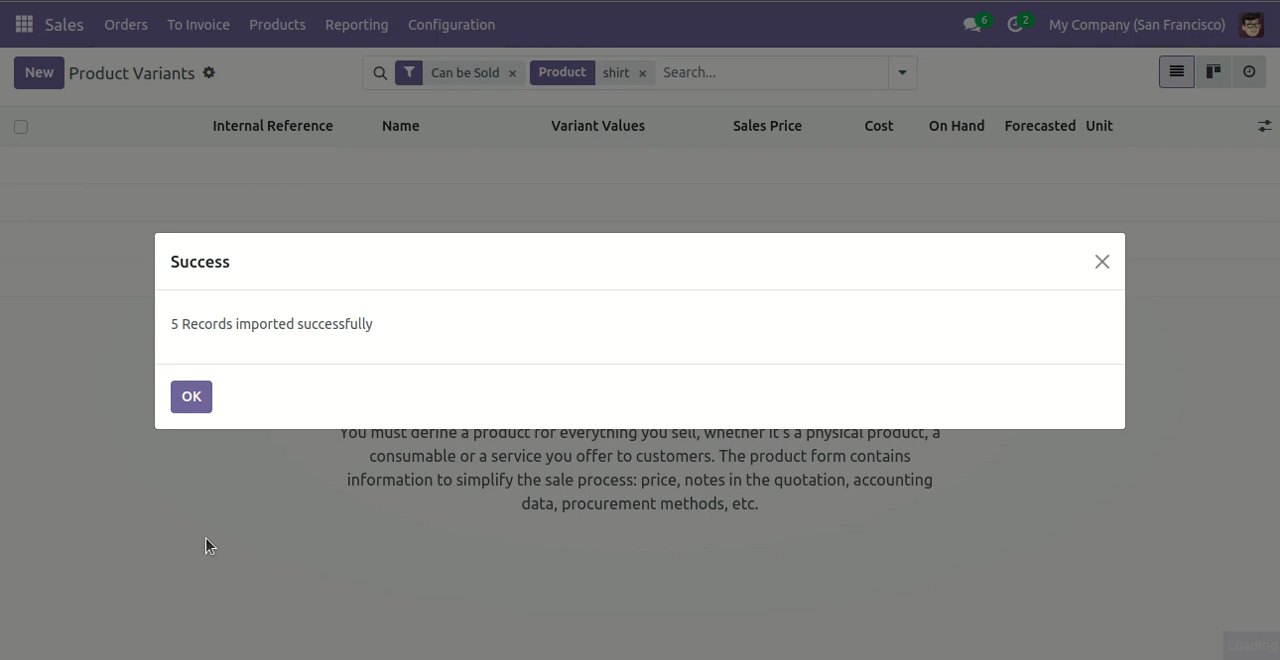 Sales Orders To Invoice Products Reporting Configuration 6 2 My Company (San Francisco)
New Product Variants Can be Sold × Product shirt × Search...
Internal Reference Name Variant Values Sales Price Cost On Hand Forecasted Unit
Success
5 Records imported successfully
OK
You must define a product for everything you sell, whether it's a physical product, a
consumable or a service you offer to customers. The product form contains
information to simplify the sale process: price, notes in the quotation, accounting
data, procurement methods, etc.
Loading